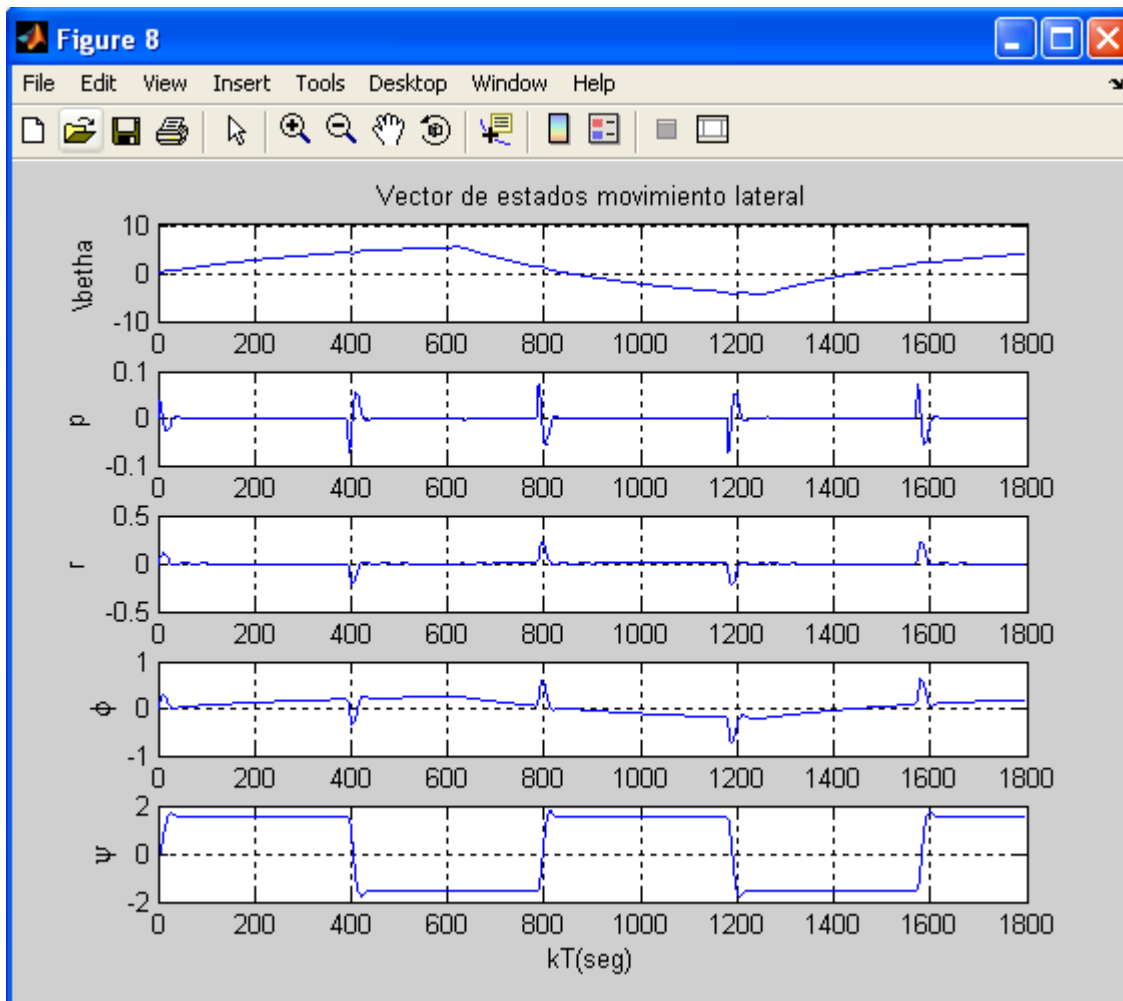 Figure 8
File Edit View Insert Tools Desktop Window Help
Vector de estados movimiento lateral
10
0
-10
\betha
0 200 400 600 800 1000 1200 1400 1600 1800
0.1
0
-0.1
p
0 200 400 600 800 1000 1200 1400 1600 1800
0.5
0
-0.5
r
0 200 400 600 800 1000 1200 1400 1600 1800
1
0
-1
ϕ
0 200 400 600 800 1000 1200 1400 1600 1800
2
0
-2
ψ
0 200 400 600 800 1000 1200 1400 1600 1800
kT(seg)